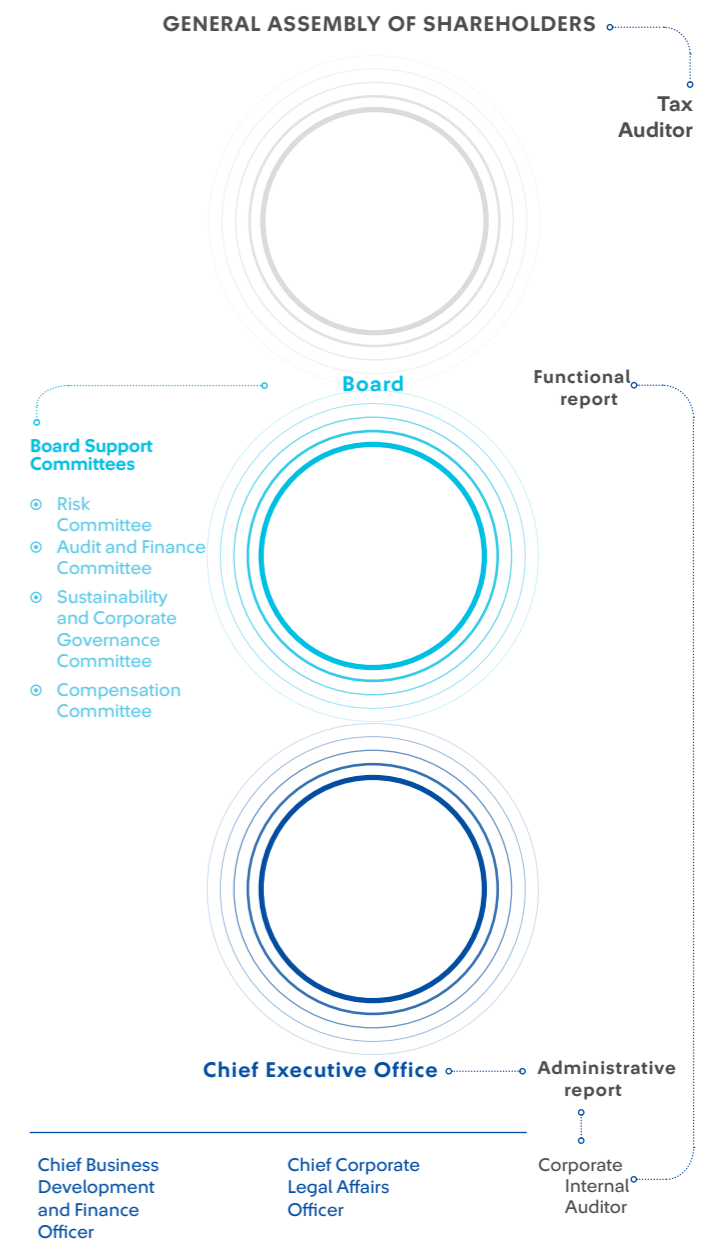 GENERAL ASSEMBLY OF SHAREHOLDERS
Tax
Auditor
Board
Functional
report
Board Support
Committees
Risk
Committee
Audit and Finance
Committee
Sustainability
and Corporate
Governance
Committee
Compensation
Committee
Chief Executive Office
Administrative
report
Chief Business
Development
and Finance
Officer
Chief Corporate
Legal Affairs
Officer
Corporate
Internal
Auditor